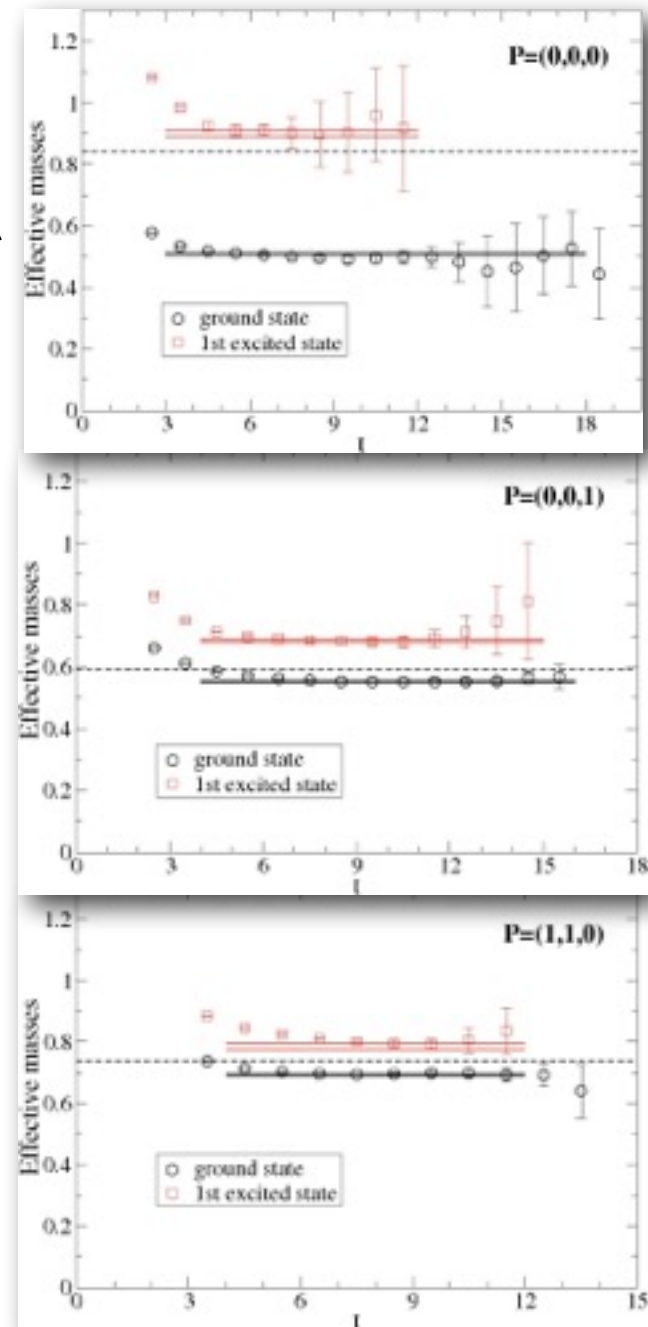 P=(0,0,0)
1.2
1
0.8
0.6
0.4
0.2
0
Effective masses
ground state
1st excited state
0 3 6 9 12 15 18
t
P=(0,0,1)
1.2
1
0.8
0.6
0.4
0.2
0
Effective masses
ground state
1st excited state
0 3 6 9 12 15 18
t
P=(1,1,0)
1.2
1
0.8
0.6
0.4
0.2
0
Effective masses
ground state
1st excited state
0 3 6 9 12 15
t